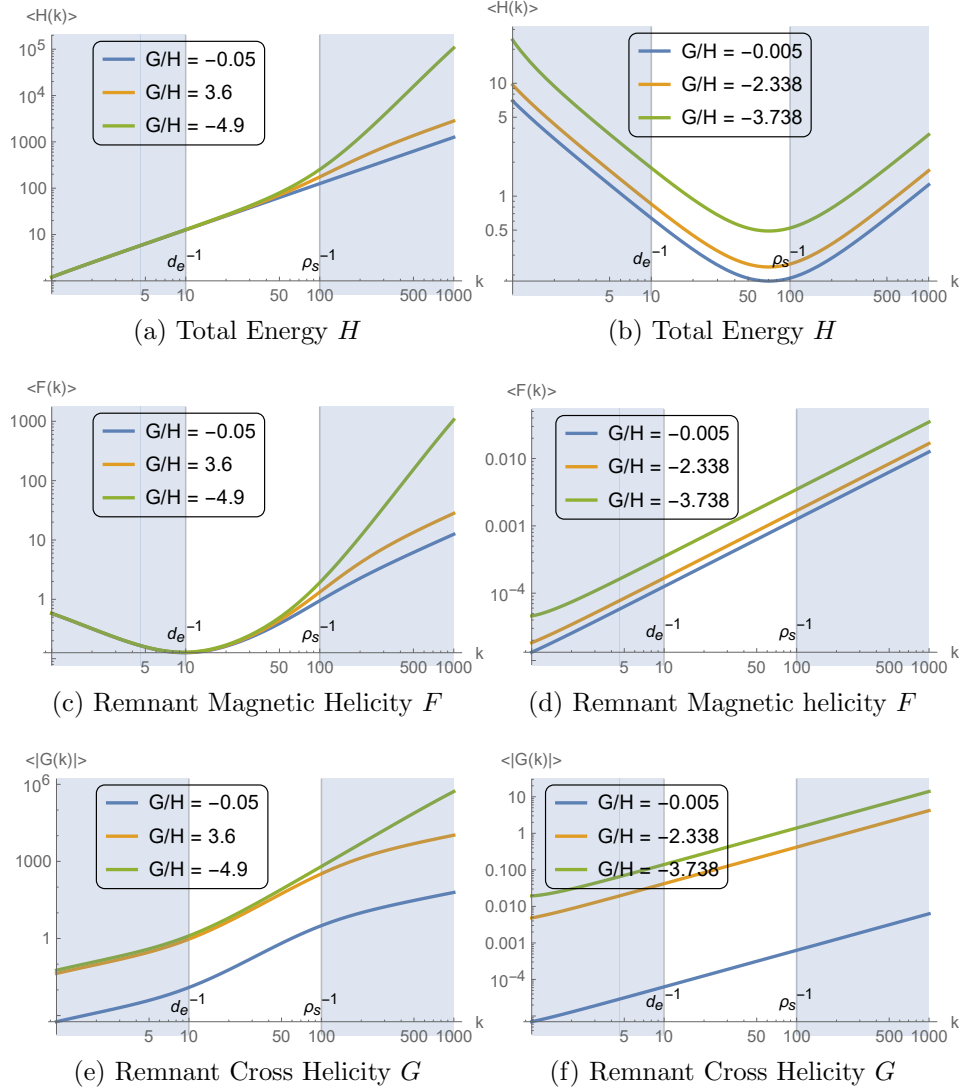 <H(k)>
10^5
10^4
1000
100
10
G/H = −0.05
G/H = 3.6
G/H = −4.9
d_e^−1
ρ_s^−1
5 10 50 100 500 1000 k
(a) Total Energy H
<H(k)>
10
5
1
0.5
G/H = −0.005
G/H = −2.338
G/H = −3.738
d_e^−1
ρ_s^−1
5 10 50 100 500 1000 k
(b) Total Energy H
<F(k)>
1000
100
10
1
G/H = −0.05
G/H = 3.6
G/H = −4.9
d_e^−1
ρ_s^−1
5 10 50 100 500 1000 k
(c) Remnant Magnetic Helicity F
<F(k)>
0.010
0.001
10^−4
G/H = −0.005
G/H = −2.338
G/H = −3.738
d_e^−1
ρ_s^−1
5 10 50 100 500 1000 k
(d) Remnant Magnetic helicity F
<|G(k)|>
10^6
1000
1
G/H = −0.05
G/H = 3.6
G/H = −4.9
d_e^−1
ρ_s^−1
5 10 50 100 500 1000 k
(e) Remnant Cross Helicity G
<|G(k)|>
10
1
0.100
0.010
0.001
10^−4
G/H = −0.005
G/H = −2.338
G/H = −3.738
d_e^−1
ρ_s^−1
5 10 50 100 500 1000 k
(f) Remnant Cross Helicity G